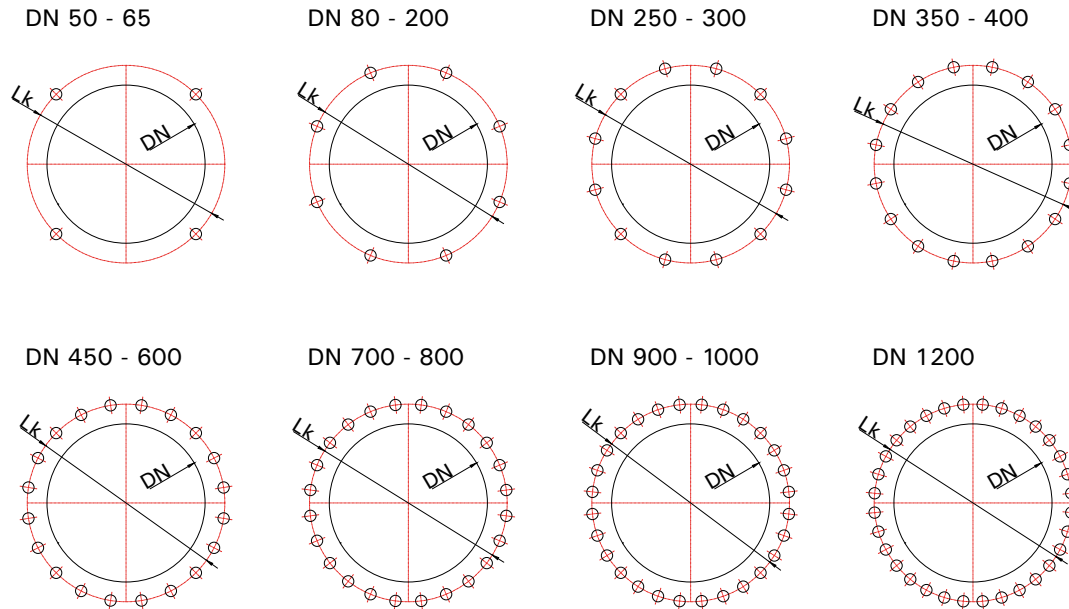 DN 50 - 65
DN 80 - 200
DN 250 - 300
DN 350 - 400
Lk
DN
Lk
DN
Lk
DN
Lk
DN
DN 450 - 600
DN 700 - 800
DN 900 - 1000
DN 1200
Lk
DN
Lk
DN
Lk
DN
Lk
DN